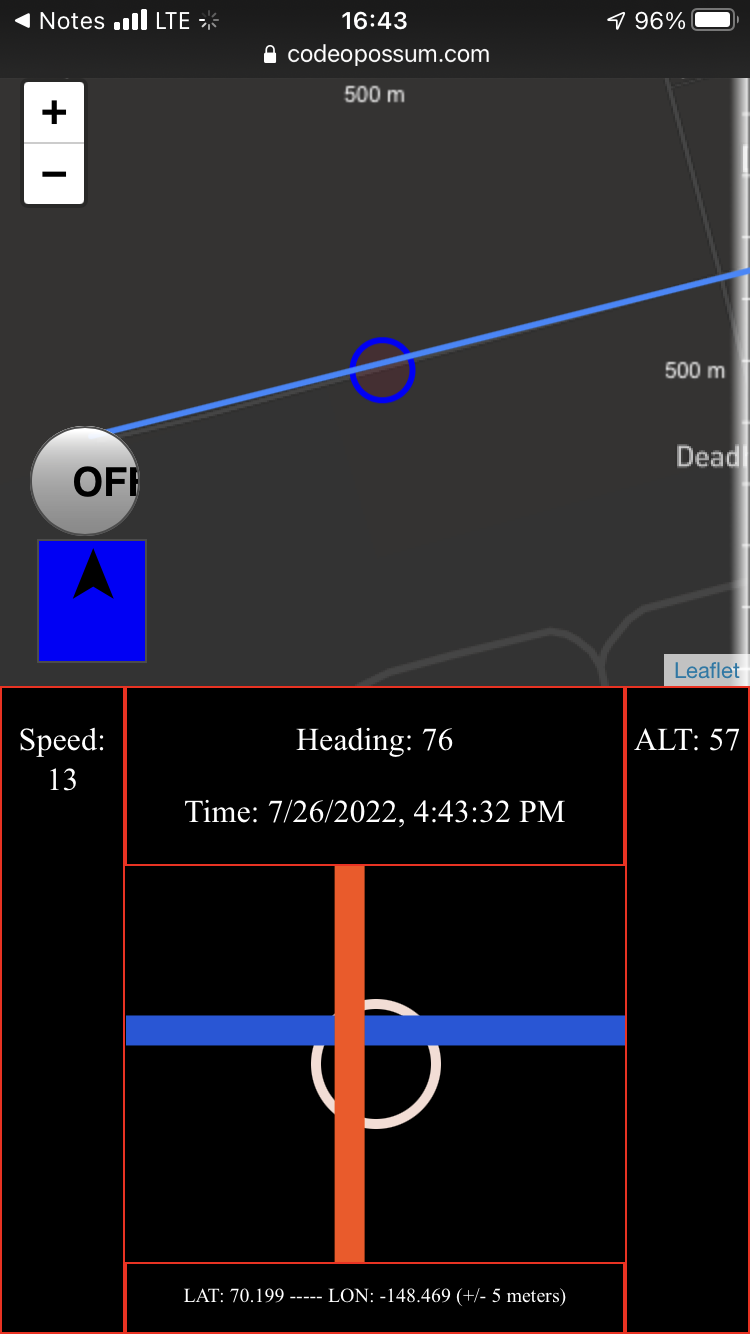 Notes LTE 16:43 96%
codeopossum.com
500 m
+
−
500 m
Dead
OFF
Leaflet
Speed:
13
Heading: 76
Time: 7/26/2022, 4:43:32 PM
ALT: 57
LAT: 70.199 ----- LON: -148.469 (+/- 5 meters)